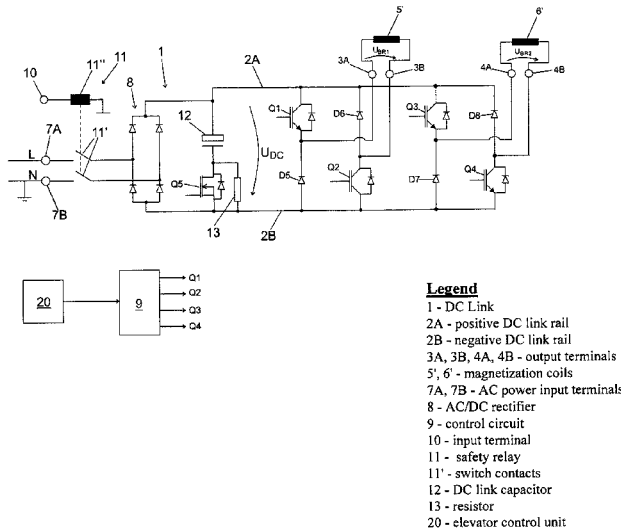 5'
6'
11"
11
1
2A
U_BR1
U_BR2
3A
3B
4A
4B
10
8
12
Q1
D6
Q3
D8
7A
11'
L
U_DC
N
Q5
D5
Q2
D7
Q4
7B
13
2B
Q1
20
9
Q2
Q3
Q4
Legend
1 - DC Link
2A - positive DC link rail
2B - negative DC link rail
3A, 3B, 4A, 4B - output terminals
5', 6' - magnetization coils
7A, 7B - AC power input terminals
8 - AC/DC rectifier
9 - control circuit
10 - input terminal
11 - safety relay
11' - switch contacts
12 - DC link capacitor
13 - resistor
20 - elevator control unit